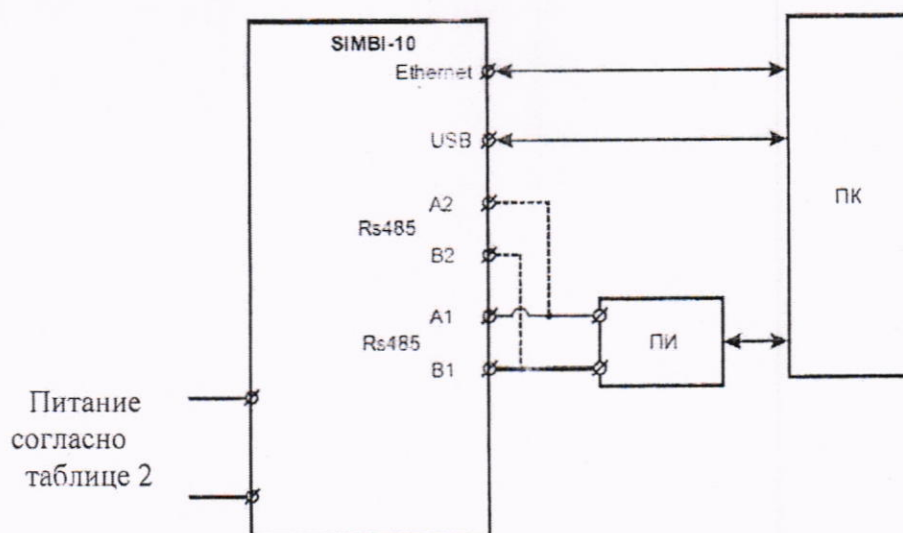 SIMBI-10
Ethernet
USB
A2
Rs485
B2
A1
Rs485
B1
ПИ
ПК
Питание
согласно
таблице 2